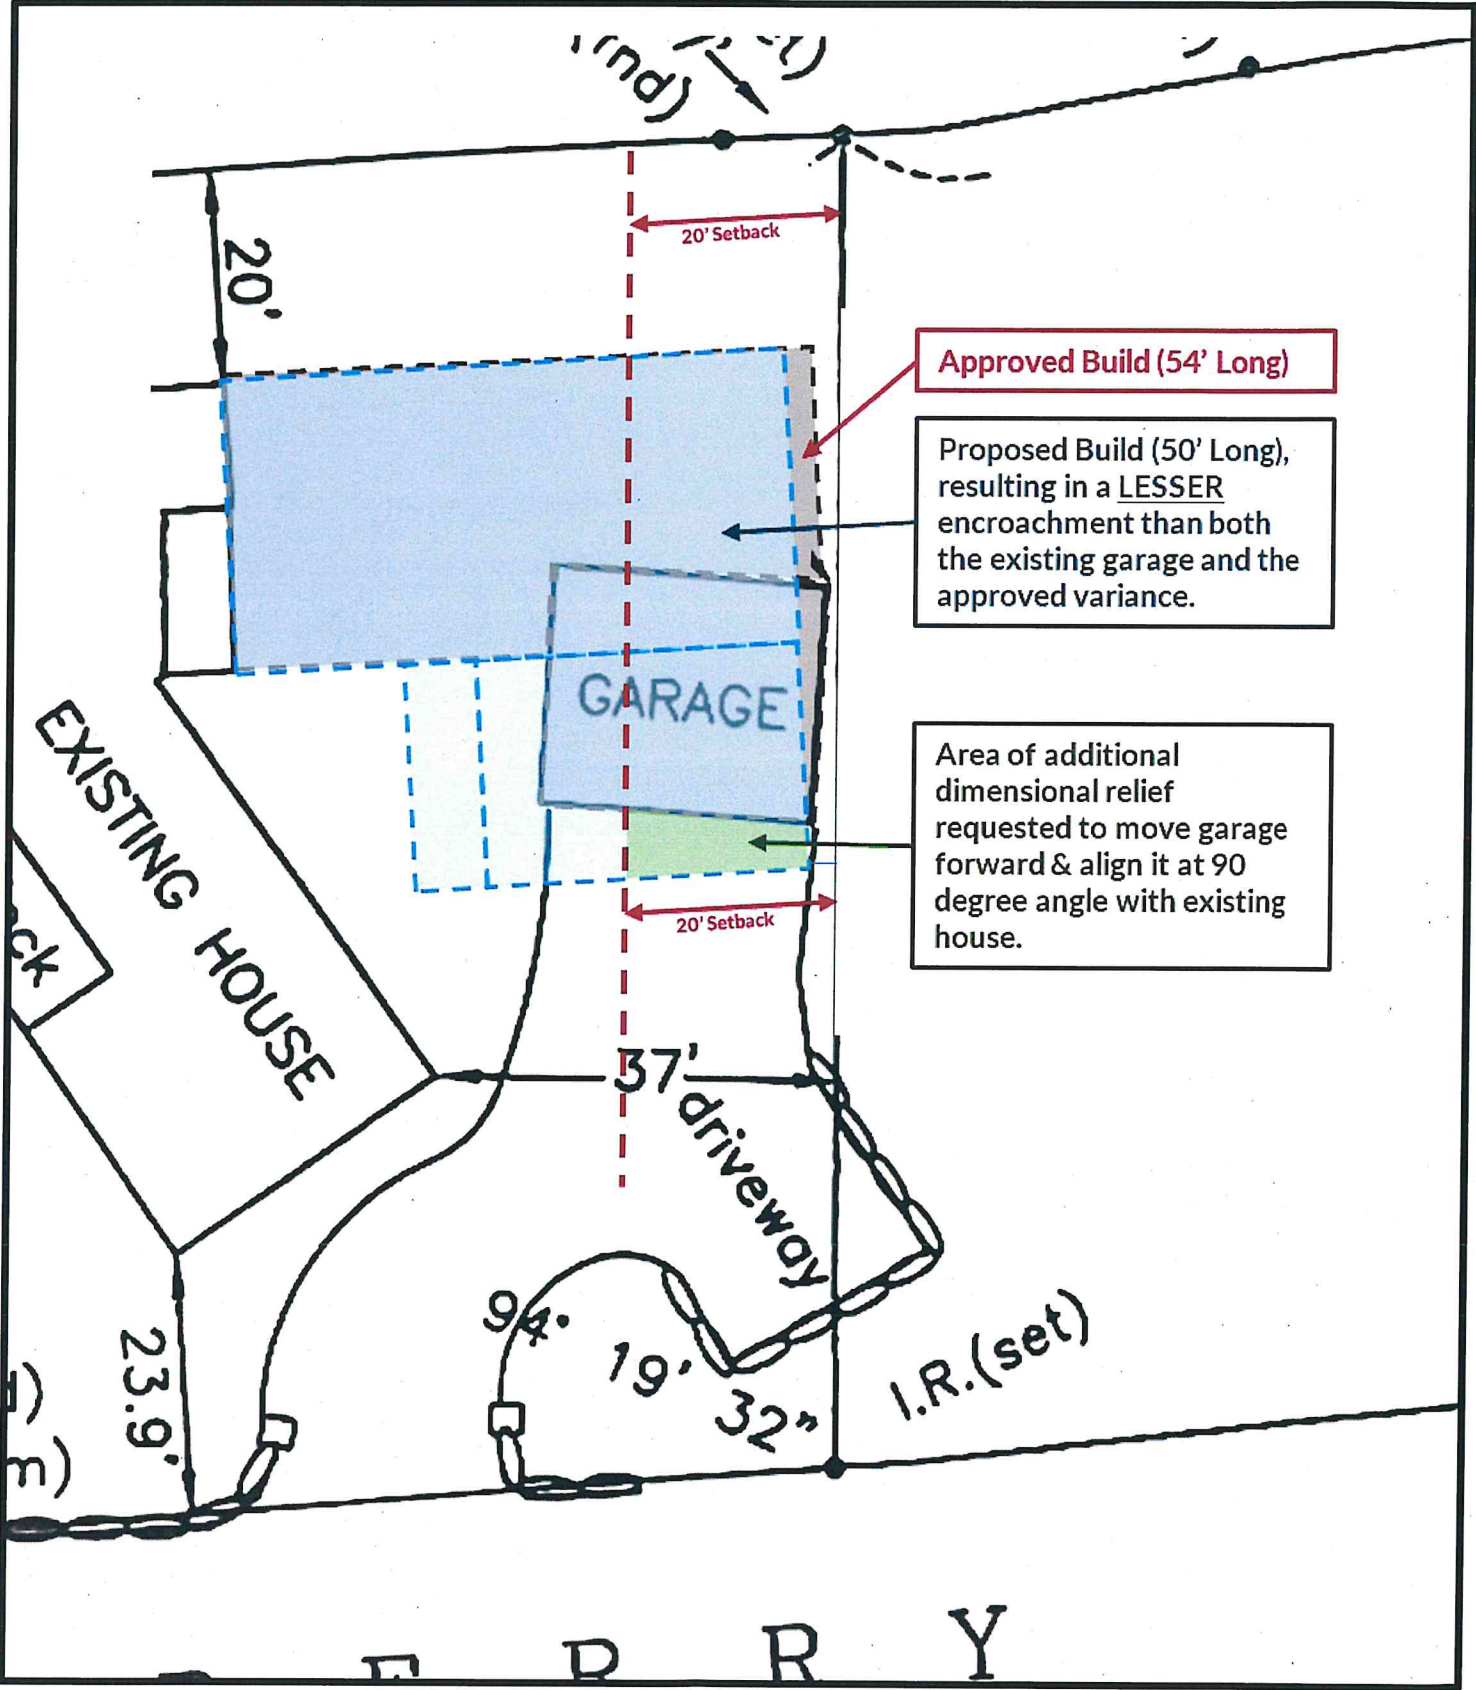 (fnd)
20' Setback
20'
Approved Build (54' Long)
Proposed Build (50' Long),
resulting in a LESSER
encroachment than both
the existing garage and the
approved variance.
GARAGE
EXISTING HOUSE
Area of additional
dimensional relief
requested to move garage
forward & align it at 90
degree angle with existing
house.
20' Setback
ck
37'
driveway
94'
19'
32"
I.R.(set)
23.9'
m)
E R R Y